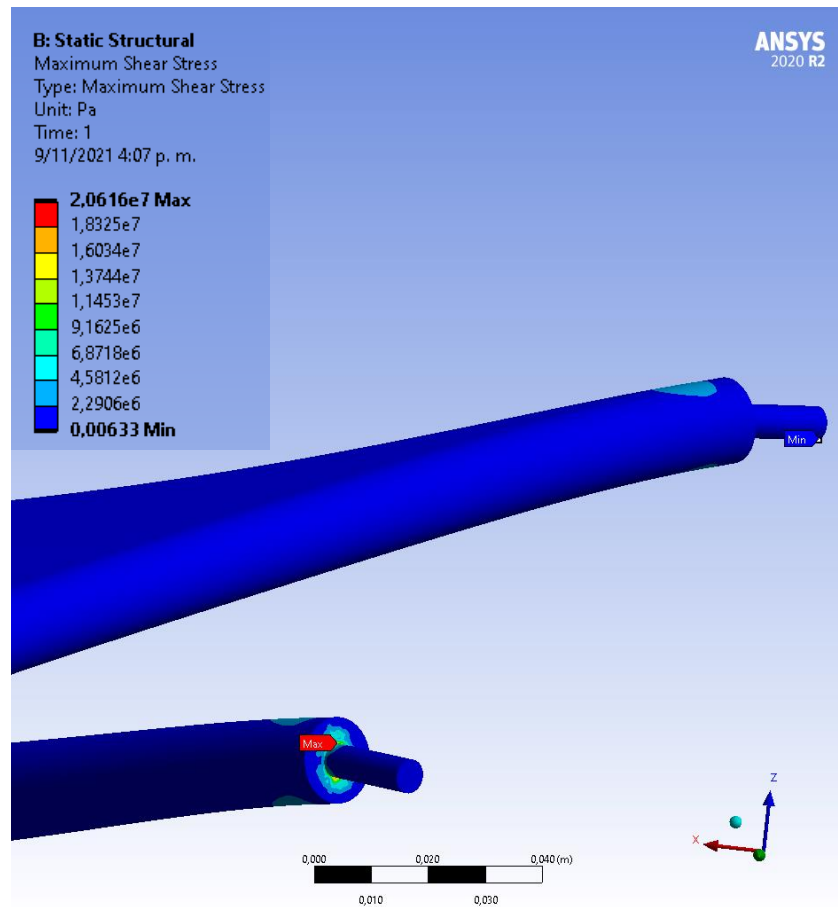 B: Static Structural
Maximum Shear Stress
Type: Maximum Shear Stress
Unit: Pa
Time: 1
9/11/2021 4:07 p. m.
ANSYS
2020 R2
2,0616e7 Max
1,8325e7
1,6034e7
1,3744e7
1,1453e7
9,1625e6
6,8718e6
4,5812e6
2,2906e6
0,00633 Min
Min
Max
Z
X
0,000 0,020 0,040 (m)
0,010 0,030